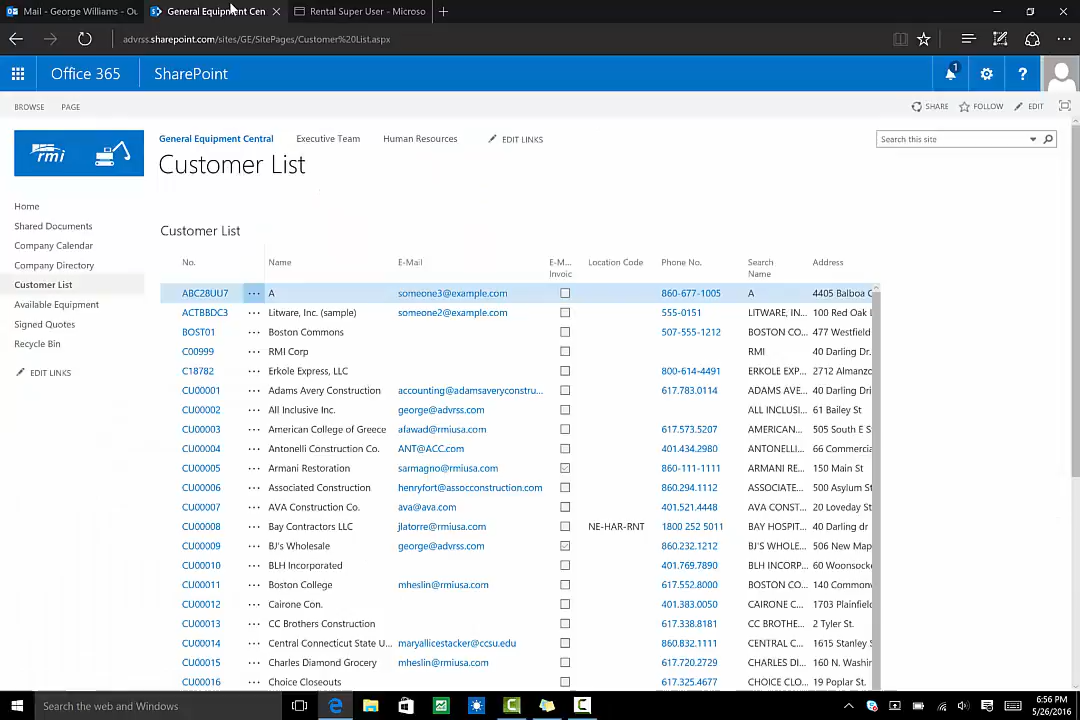 Mail - George Williams - Ou
General Equipment Cen
Rental Super User - Microso
advrss.sharepoint.com/sites/GE/SitePages/Customer%20List.aspx
Office 365
SharePoint
1
?
BROWSE PAGE
SHARE FOLLOW EDIT
rmi
General Equipment Central Executive Team Human Resources EDIT LINKS
Search this site
Customer List
Home
Shared Documents
Company Calendar
Company Directory
Customer List
Available Equipment
Signed Quotes
Recycle Bin
EDIT LINKS
Customer List
No. Name E-Mail E-M... Invoic Location Code Phone No. Search Name Address
ABC28UU7 ... A someone3@example.com 860-677-1005 A 4405 Balboa C
ACTBBDC3 ... Litware, Inc. (sample) someone2@example.com 555-0151 LITWARE, IN... 100 Red Oak
BOST01 ... Boston Commons 507-555-1212 BOSTON CO... 477 Westfield
C00999 ... RMI Corp RMI 40 Darling Dr.
C18782 ... Erkole Express, LLC 800-614-4491 ERKOLE EXP... 2712 Almanzo
CU00001 ... Adams Avery Construction accounting@adamsaveryconstru... 617.783.0114 ADAMS AVE... 40 Darling Dri
CU00002 ... All Inclusive Inc. george@advrss.com ALL INCLUSI... 61 Bailey St
CU00003 ... American College of Greece afawad@rmiusa.com 617.573.5207 AMERICAN... 505 South E S
CU00004 ... Antonelli Construction Co. ANT@ACC.com 401.434.2980 ANTONELLI... 66 Commercia
CU00005 ... Armani Restoration sarmagno@rmiusa.com 860-111-1111 ARMANI RE... 150 Main St
CU00006 ... Associated Construction henryfort@assocconstruction.com 860.294.1112 ASSOCIATE... 500 Asylum S
CU00007 ... AVA Construction Co. ava@ava.com 401.521.4448 AVA CONST... 20 Loveday St
CU00008 ... Bay Contractors LLC jlatorre@rmiusa.com NE-HAR-RNT 1800 252 5011 BAY HOSPIT... 40 Darling dr
CU00009 ... BJ's Wholesale george@advrss.com 860.232.1212 BJ'S WHOLE... 506 New Map
CU00010 ... BLH Incorporated 401.769.7890 BLH INCORP... 60 Woonsocke
CU00011 ... Boston College mheslin@rmiusa.com 617.552.8000 BOSTON CO... 140 Common
CU00012 ... Cairone Con. 401.383.0050 CAIRONE C... 1703 Plainfiel
CU00013 ... CC Brothers Construction 617.338.8181 CC BROTHE... 2 Tyler St.
CU00014 ... Central Connecticut State U... maryallicestacker@ccsu.edu 860.832.1111 CENTRAL C... 1615 Stanley
CU00015 ... Charles Diamond Grocery mheslin@rmiusa.com 617.720.2729 CHARLES DI... 160 N. Washin
CU00016 ... Choice Closeouts 617.325.4677 CHOICE CL... 19 Poplar St.
Search the web and Windows
6:56 PM
5/26/2016